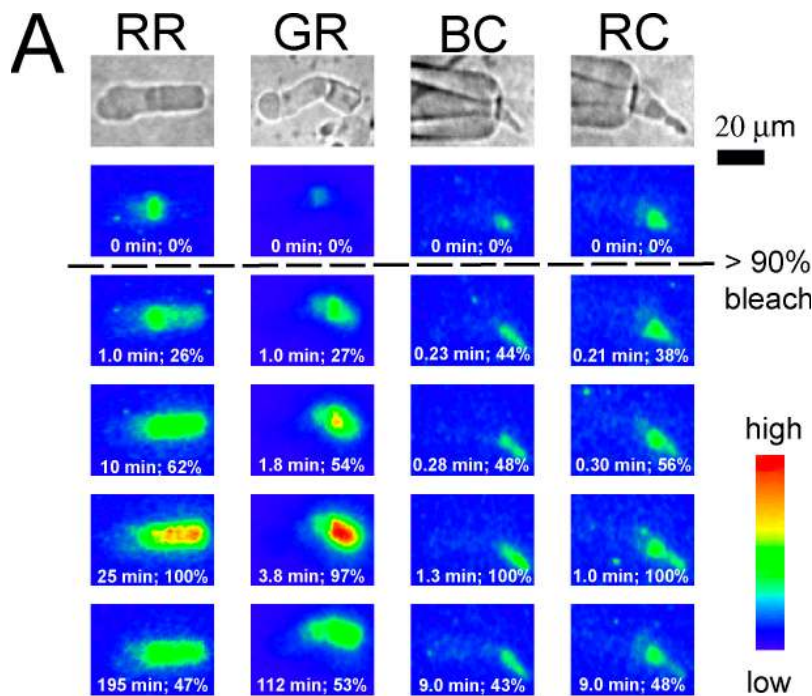 A
RR GR BC RC
20 µm
0 min; 0% 0 min; 0% 0 min; 0% 0 min; 0%
> 90%
bleach
1.0 min; 26% 1.0 min; 27% 0.23 min; 44% 0.21 min; 38%
10 min; 62% 1.8 min; 54% 0.28 min; 48% 0.30 min; 56%
high
25 min; 100% 3.8 min; 97% 1.3 min; 100% 1.0 min; 100%
195 min; 47% 112 min; 53% 9.0 min; 43% 9.0 min; 48%
low